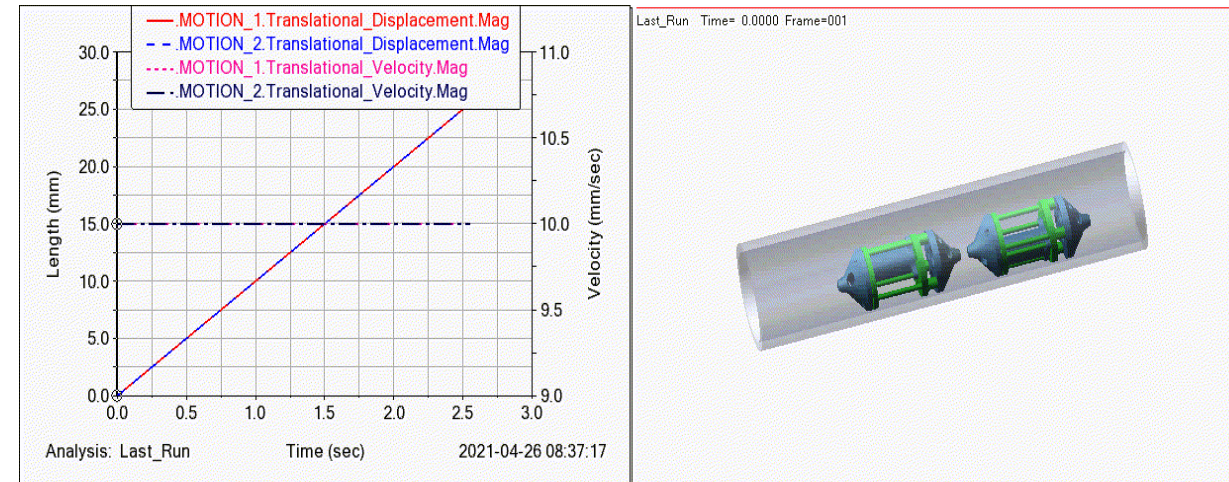 .MOTION_1.Translational_Displacement.Mag
.MOTION_2.Translational_Displacement.Mag
.MOTION_1.Translational_Velocity.Mag
.MOTION_2.Translational_Velocity.Mag
30.0
25.0
20.0
15.0
10.0
5.0
0.0
Length (mm)
11.0
10.5
10.0
9.5
9.0
Velocity (mm/sec)
0.0 0.5 1.0 1.5 2.0 2.5 3.0
Analysis: Last_Run Time (sec) 2021-04-26 08:37:17
Last_Run Time= 0.0000 Frame=001